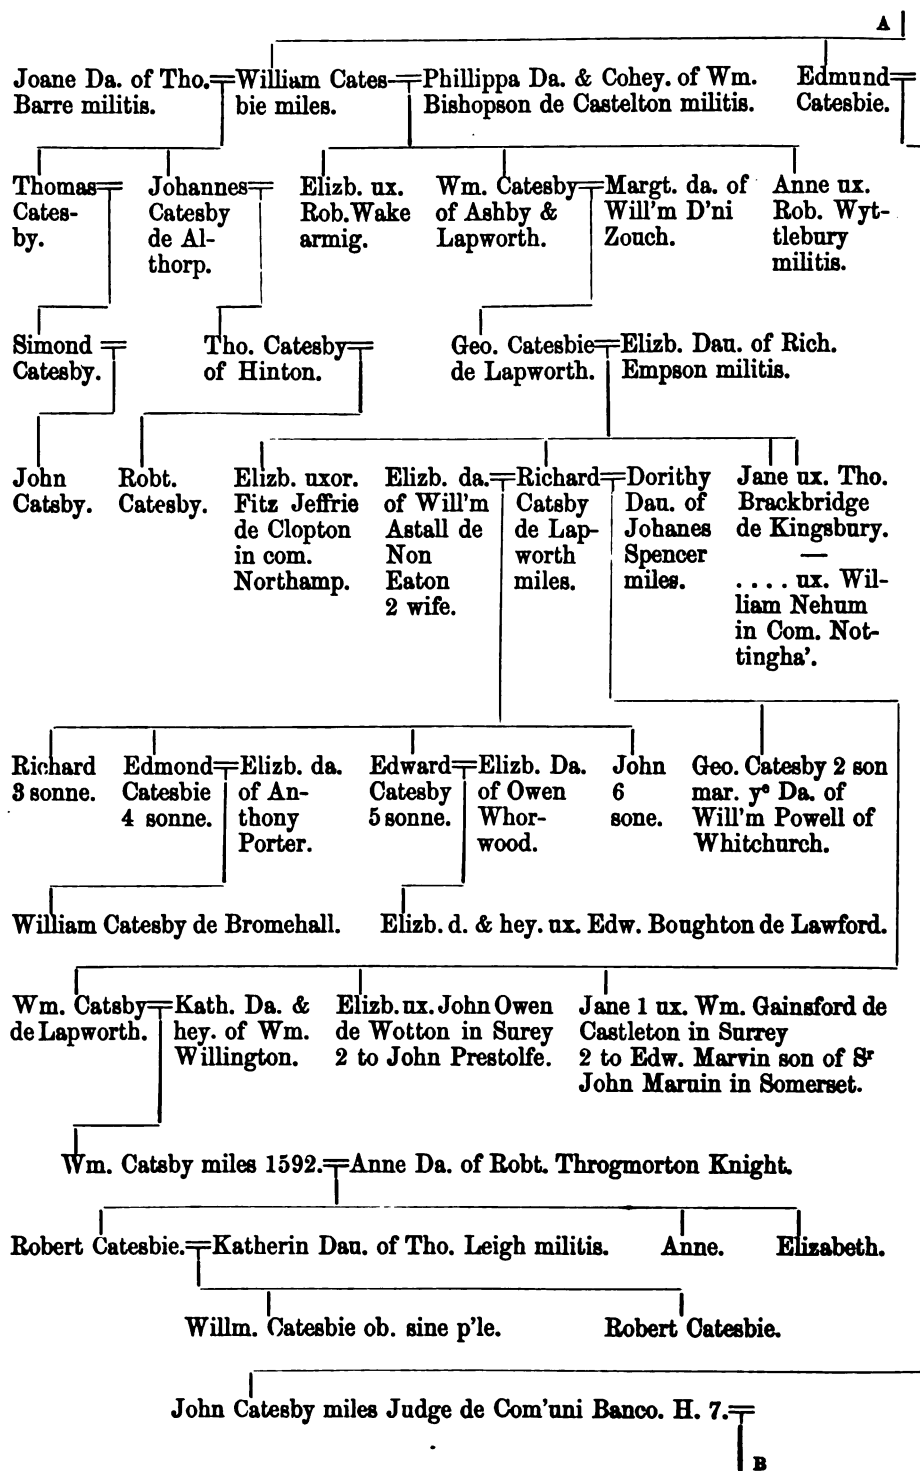 A
Joane Da. of Tho.
Barre militis.
William Cates-
bie miles.
Phillippa Da. & Cohey. of Wm.
Bishopson de Castelton militis.
Edmund
Catesbie.
Thomas
Cates-
by.
Johannes
Catesby
de Al-
thorp.
Elizb. ux.
Rob. Wake
armig.
Wm. Catesby
of Ashby &
Lapworth.
Margt. da. of
Will'm D'ni
Zouch.
Anne ux.
Rob. Wyt-
tlebury
militis.
Simond
Catesby.
Tho. Catesby
of Hinton.
Geo. Catesbie
de Lapworth.
Elizb. Dau. of Rich.
Empson militis.
John
Catsby.
Robt.
Catesby.
Elizb. uxor.
Fitz Jeffrie
de Clopton
in com.
Northamp.
Elizb. da.
of Will'm
Astall de
Non
Eaton
2 wife.
Richard
Catsby
de Lap-
worth
miles.
Dorithy
Dau. of
Johanes
Spencer
miles.
Jane ux. Tho.
Brackbridge
de Kingsbury.
—
. . . . ux. Wil-
liam Nehum
in Com. Not-
tingha'.
Richard
3 sonne.
Edmond
Catesbie
4 sonne.
Elizb. da.
of An-
thony
Porter.
Edward
Catesby
5 sonne.
Elizb. Da.
of Owen
Whor-
wood.
John
6
sone.
Geo. Catesby 2 son
mar. yᵉ Da. of
Will'm Powell of
Whitchurch.
William Catesby de Bromehall.
Elizb. d. & hey. ux. Edw. Boughton de Lawford.
Wm. Catsby
de Lapworth.
Kath. Da. &
hey. of Wm.
Willington.
Elizb. ux. John Owen
de Wotton in Surey
2 to John Prestolfe.
Jane 1 ux. Wm. Gainsford de
Castleton in Surrey
2 to Edw. Marvin son of Sʳ
John Maruin in Somerset.
Wm. Catsby miles 1592.
Anne Da. of Robt. Throgmorton Knight.
Robert Catesbie.
Katherin Dau. of Tho. Leigh militis.
Anne.
Elizabeth.
Willm. Catesbie ob. sine p'le.
Robert Catesbie.
John Catesby miles Judge de Com'uni Banco. H. 7.
B